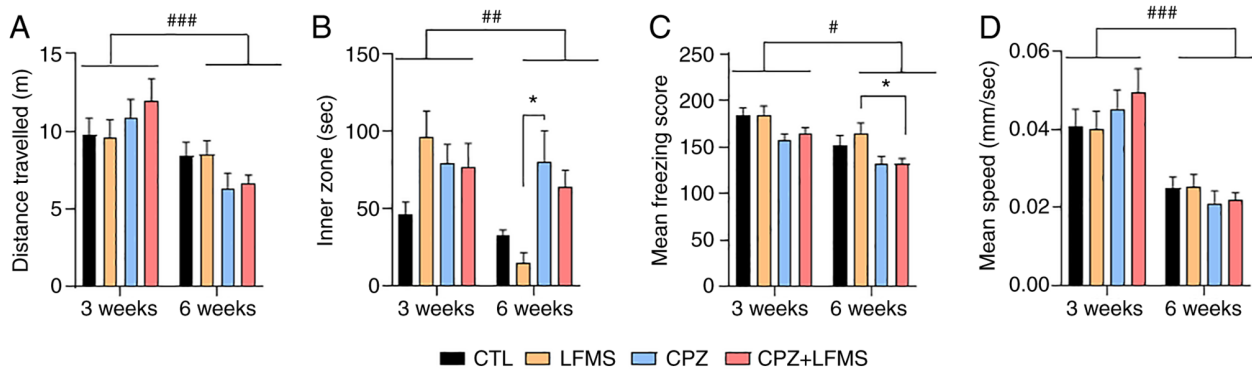 A
###
15
10
5
0
Distance travelled (m)
3 weeks 6 weeks
B
##
*
150
100
50
0
Inner zone (sec)
3 weeks 6 weeks
C
#
*
250
200
150
100
50
0
Mean freezing score
3 weeks 6 weeks
D
###
0.06
0.04
0.02
0.00
Mean speed (mm/sec)
3 weeks 6 weeks
CTL LFMS CPZ CPZ+LFMS